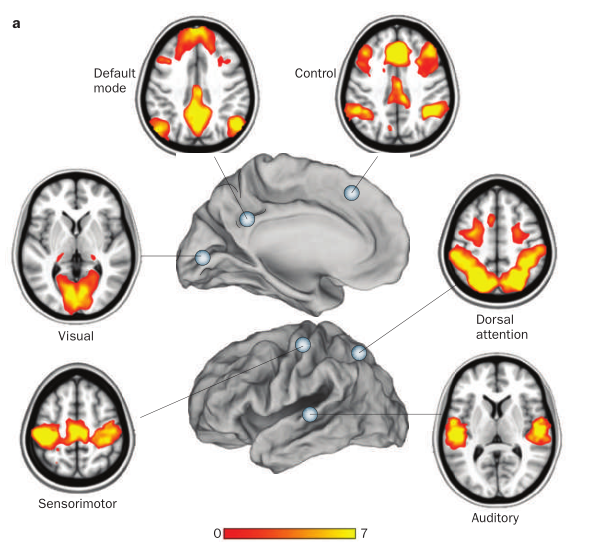 a
Default
mode
Control
Visual
Dorsal
attention
Sensorimotor
Auditory
0 7